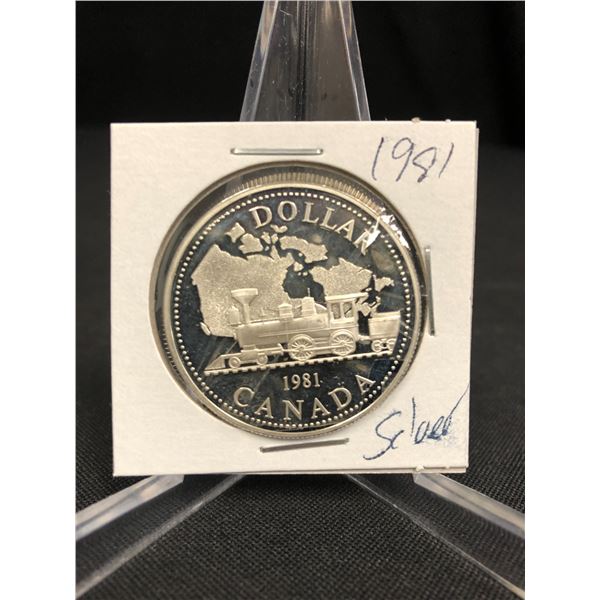 1981
DOLLAR
1981
CANADA
Silver